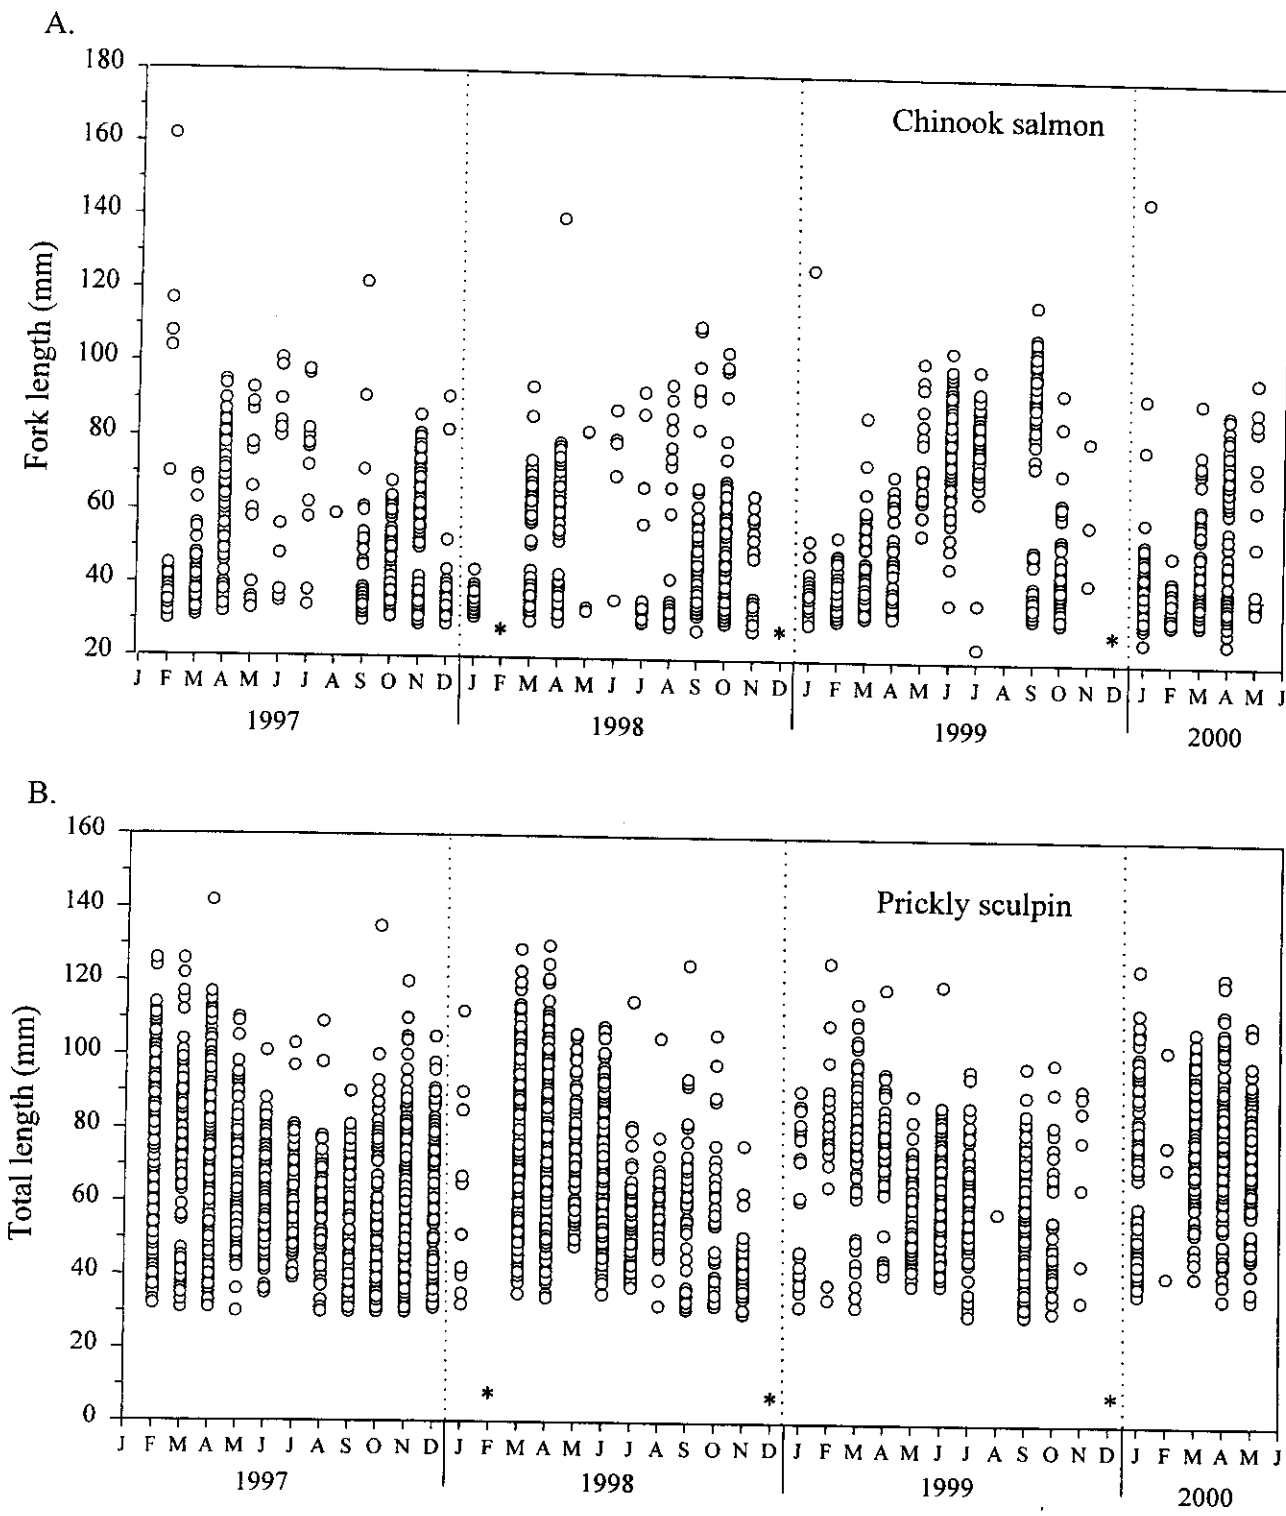 A.
180
160
140
120
100
80
60
40
20
Fork length (mm)
Chinook salmon
* * *
J F M A M J J A S O N D J F M A M J J A S O N D J F M A M J J A S O N D J F M A M J
1997 1998 1999 2000
B.
160
140
120
100
80
60
40
20
0
Total length (mm)
Prickly sculpin
* * *
J F M A M J J A S O N D J F M A M J J A S O N D J F M A M J J A S O N D J F M A M J
1997 1998 1999 2000